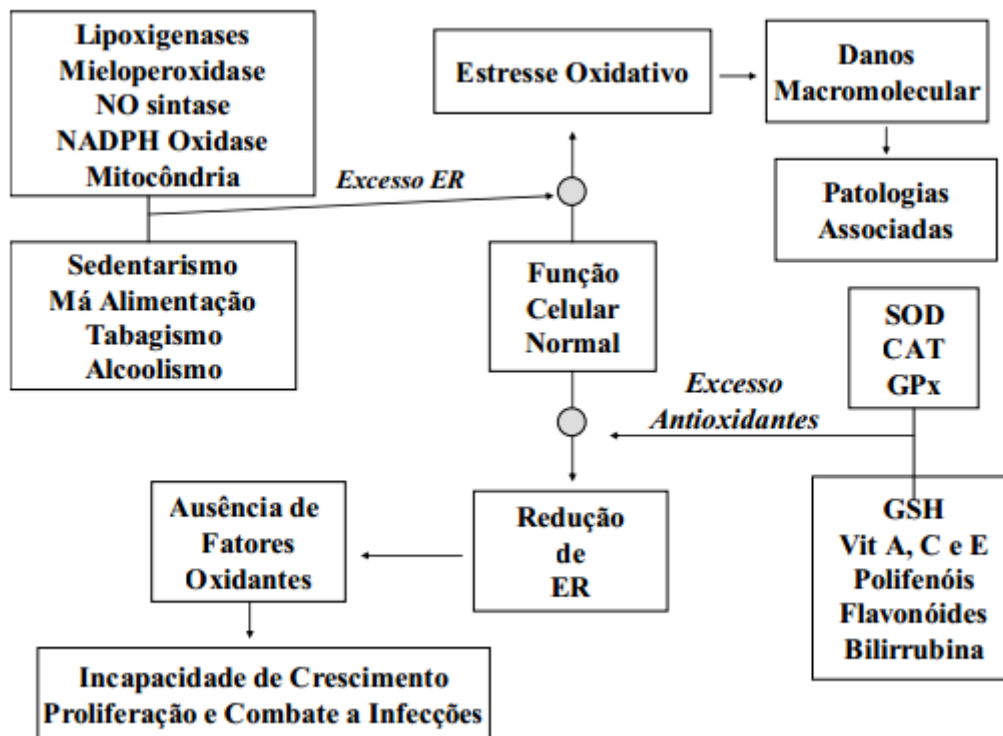 Lipoxigenases
Mieloperoxidase
NO sintase
NADPH Oxidase
Mitocôndria
Sedentarismo
Má Alimentação
Tabagismo
Alcoolismo
Excesso ER
Estresse Oxidativo
Danos
Macromolecular
Patologias
Associadas
Função
Celular
Normal
SOD
CAT
GPx
Excesso
Antioxidantes
GSH
Vit A, C e E
Polifenóis
Flavonóides
Bilirrubina
Redução
de
ER
Ausência de
Fatores
Oxidantes
Incapacidade de Crescimento
Proliferação e Combate a Infecções